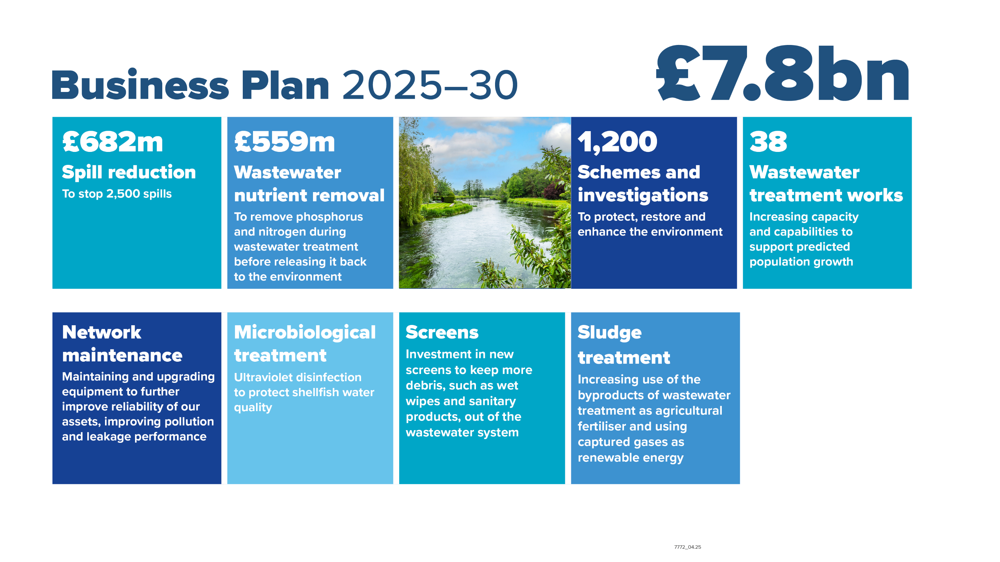 Business Plan 2025–30
£7.8bn
£682m
Spill reduction
To stop 2,500 spills
£559m
Wastewater
nutrient removal
To remove phosphorus
and nitrogen during
wastewater treatment
before releasing it back
to the environment
1,200
Schemes and
investigations
To protect, restore and
enhance the environment
38
Wastewater
treatment works
Increasing capacity
and capabilities to
support predicted
population growth
Network
maintenance
Maintaining and upgrading
equipment to further
improve reliability of our
assets, improving pollution
and leakage performance
Microbiological
treatment
Ultraviolet disinfection
to protect shellfish water
quality
Screens
Investment in new
screens to keep more
debris, such as wet
wipes and sanitary
products, out of the
wastewater system
Sludge
treatment
Increasing use of the
byproducts of wastewater
treatment as agricultural
fertiliser and using
captured gases as
renewable energy
7772_04.25